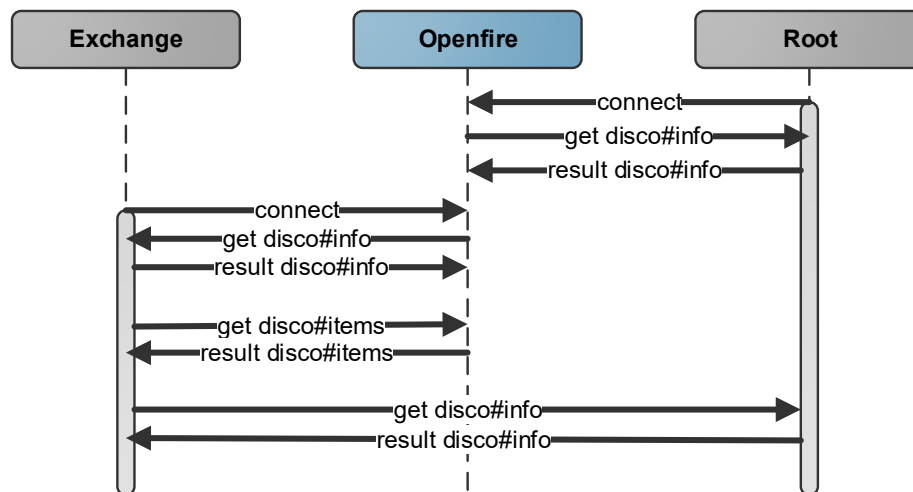 Exchange
Openfire
Root
connect
get disco#info
result disco#info
connect
get disco#info
result disco#info
get disco#items
result disco#items
get disco#info
result disco#info